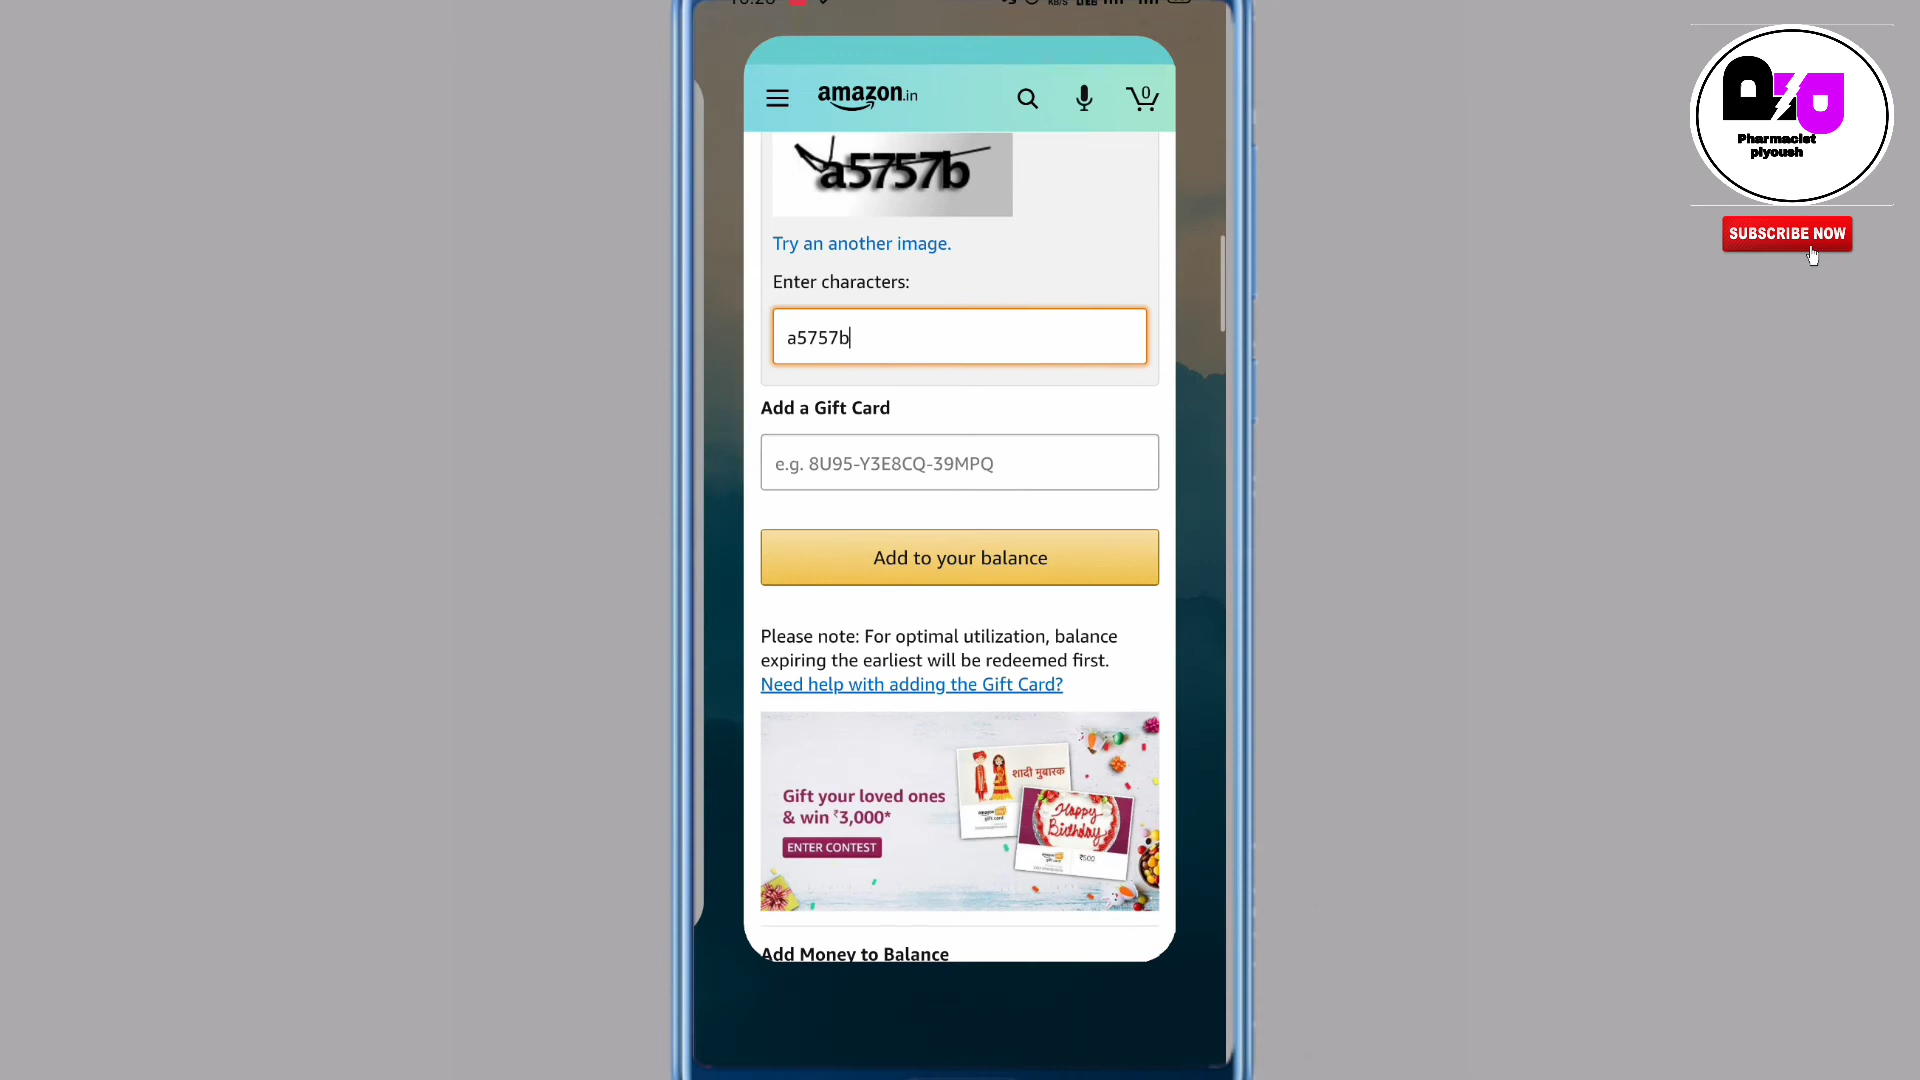 amazon.in
0
a5757b
Try an another image.
Enter characters:
a5757b
Add a Gift Card
e.g. 8U95-Y3E8CQ-39MPQ
Add to your balance
Please note: For optimal utilization, balance
expiring the earliest will be redeemed first.
Need help with adding the Gift Card?
Gift your loved ones
& win ₹3,000*
ENTER CONTEST
शादी मुबारक
Happy
Birthday
₹500
Add Money to Balance
Pharmacist
piyoush
SUBSCRIBE NOW